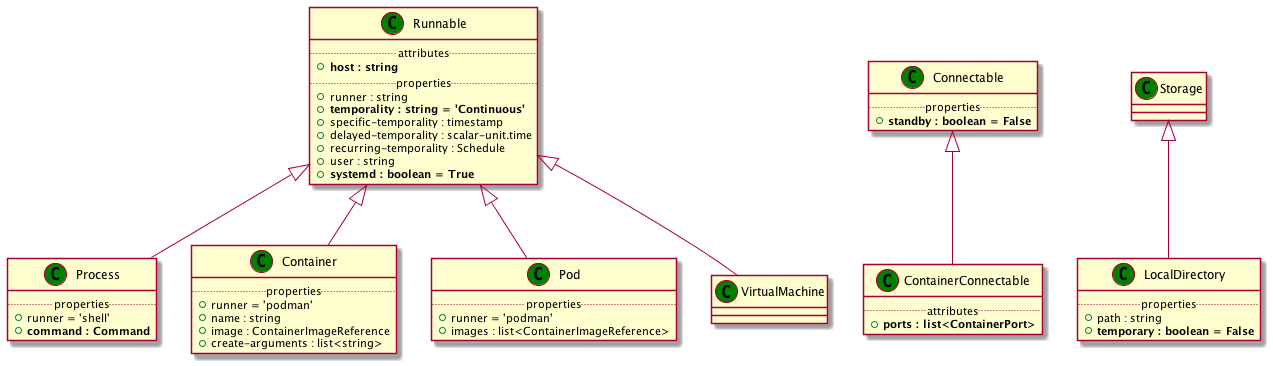 C Runnable
attributes
host : string
properties
runner : string
temporality : string = 'Continuous'
specific-temporality : timestamp
delayed-temporality : scalar-unit.time
recurring-temporality : Schedule
user : string
systemd : boolean = True
C Connectable
properties
standby : boolean = False
C Storage
C Process
properties
runner = 'shell'
command : Command
C Container
properties
runner = 'podman'
name : string
image : ContainerImageReference
create-arguments : list<string>
C Pod
properties
runner = 'podman'
images : list<ContainerImageReference>
C VirtualMachine
C ContainerConnectable
attributes
ports : list<ContainerPort>
C LocalDirectory
properties
path : string
temporary : boolean = False